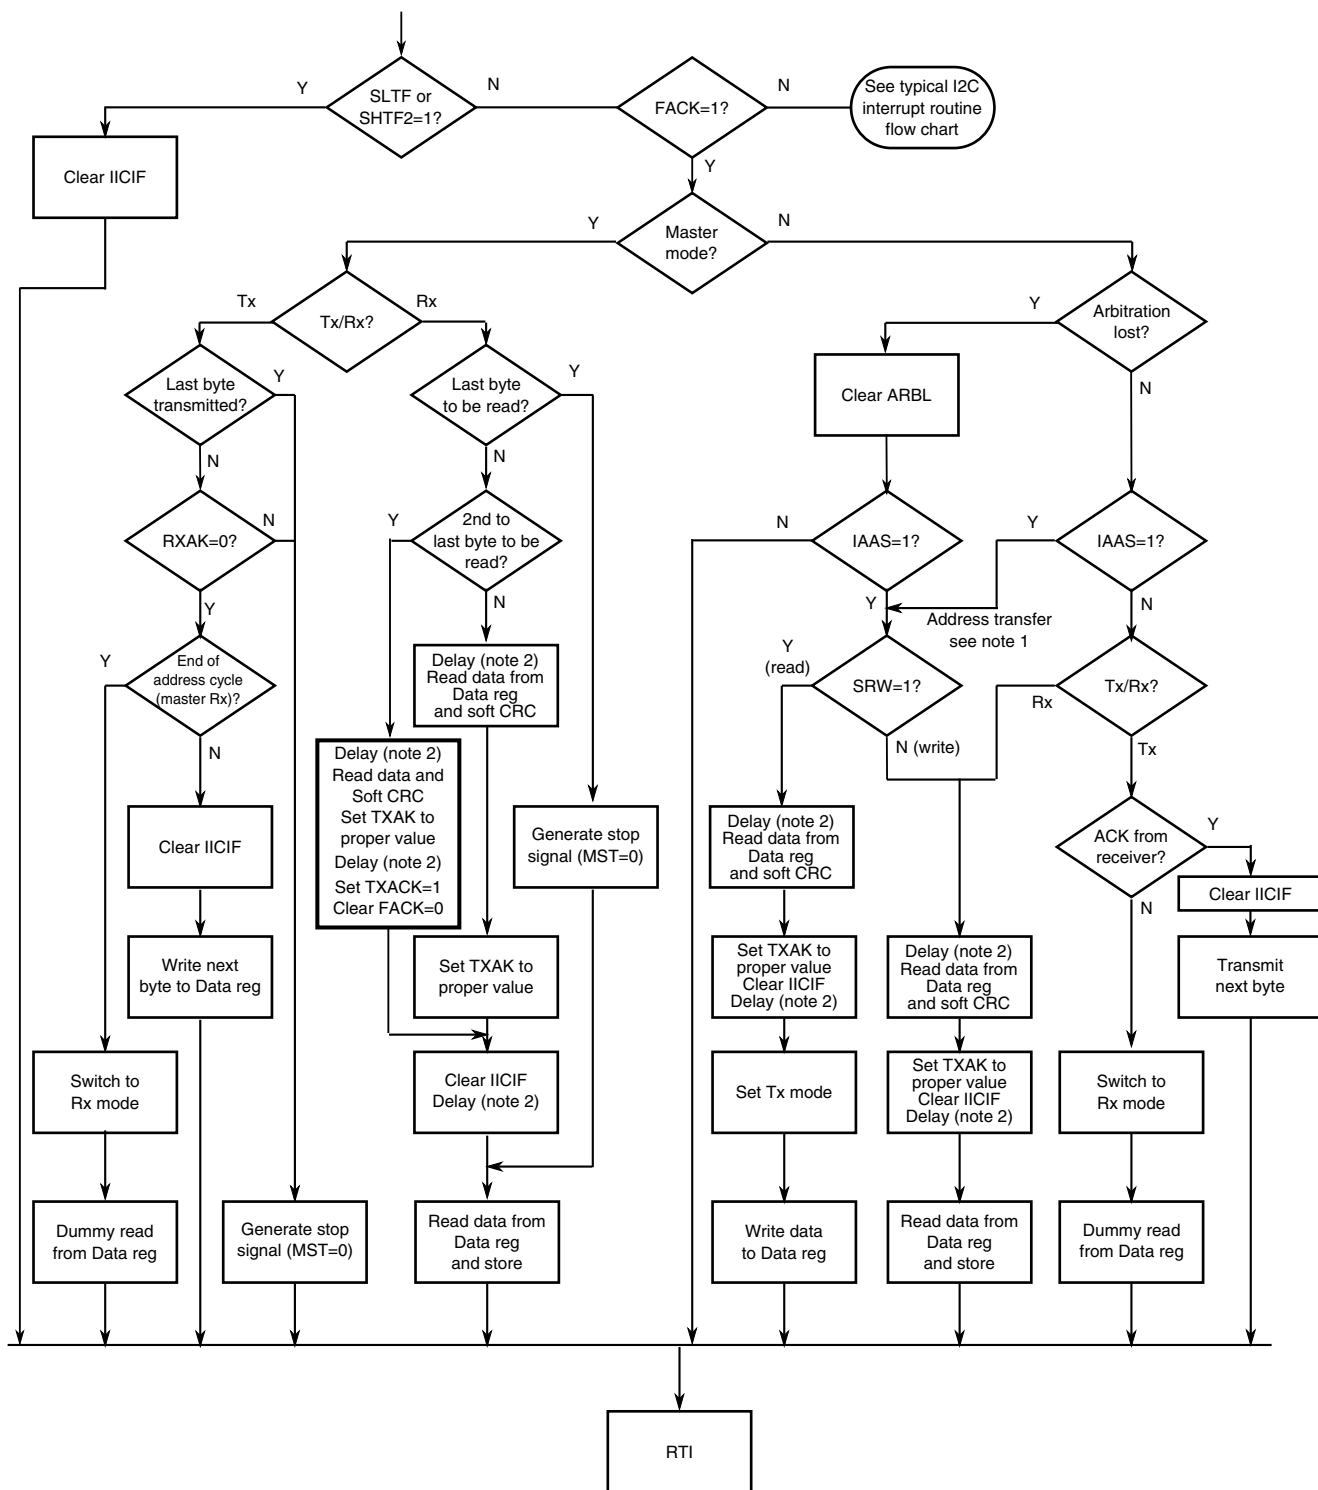 Y
SLTF or
SHTF2=1?
N
FACK=1?
N
See typical I2C
interrupt routine
flow chart
Clear IICIF
Y
Y
Master
mode?
N
Tx
Tx/Rx?
Rx
Y
Arbitration
lost?
Last byte
transmitted?
Y
Last byte
to be read?
Y
Clear ARBL
N
N
N
RXAK=0?
N
Y
2nd to
last byte to be
read?
N
IAAS=1?
Y
IAAS=1?
Y
N
Y
N
Address transfer
see note 1
Y
End of
address cycle
(master Rx)?
Delay (note 2)
Read data from
Data reg
and soft CRC
Y
(read)
SRW=1?
Rx
Tx/Rx?
N
N (write)
Tx
Delay (note 2)
Read data and
Soft CRC
Set TXAK to
proper value
Delay (note 2)
Set TXACK=1
Clear FACK=0
Clear IICIF
Generate stop
signal (MST=0)
Delay (note 2)
Read data from
Data reg
and soft CRC
ACK from
receiver?
Y
Clear IICIF
N
Write next
byte to Data reg
Set TXAK to
proper value
Set TXAK to
proper value
Clear IICIF
Delay (note 2)
Delay (note 2)
Read data from
Data reg
and soft CRC
Transmit
next byte
Switch to
Rx mode
Clear IICIF
Delay (note 2)
Set Tx mode
Set TXAK to
proper value
Clear IICIF
Delay (note 2)
Switch to
Rx mode
Dummy read
from Data reg
Generate stop
signal (MST=0)
Read data from
Data reg
and store
Write data
to Data reg
Read data from
Data reg
and store
Dummy read
from Data reg
RTI